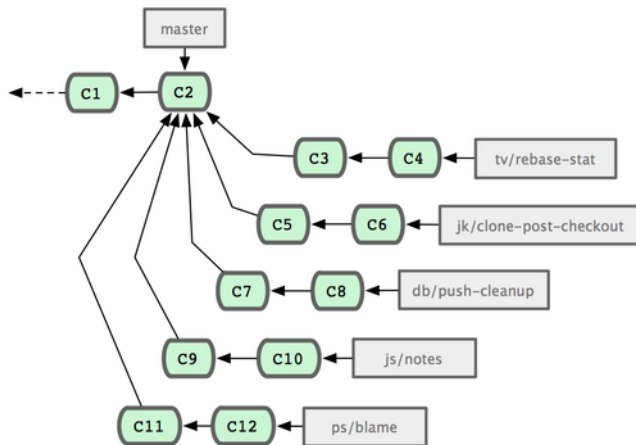 master
C1 C2
C3 C4 tv/rebase-stat
C5 C6 jk/clone-post-checkout
C7 C8 db/push-cleanup
C9 C10 js/notes
C11 C12 ps/blame